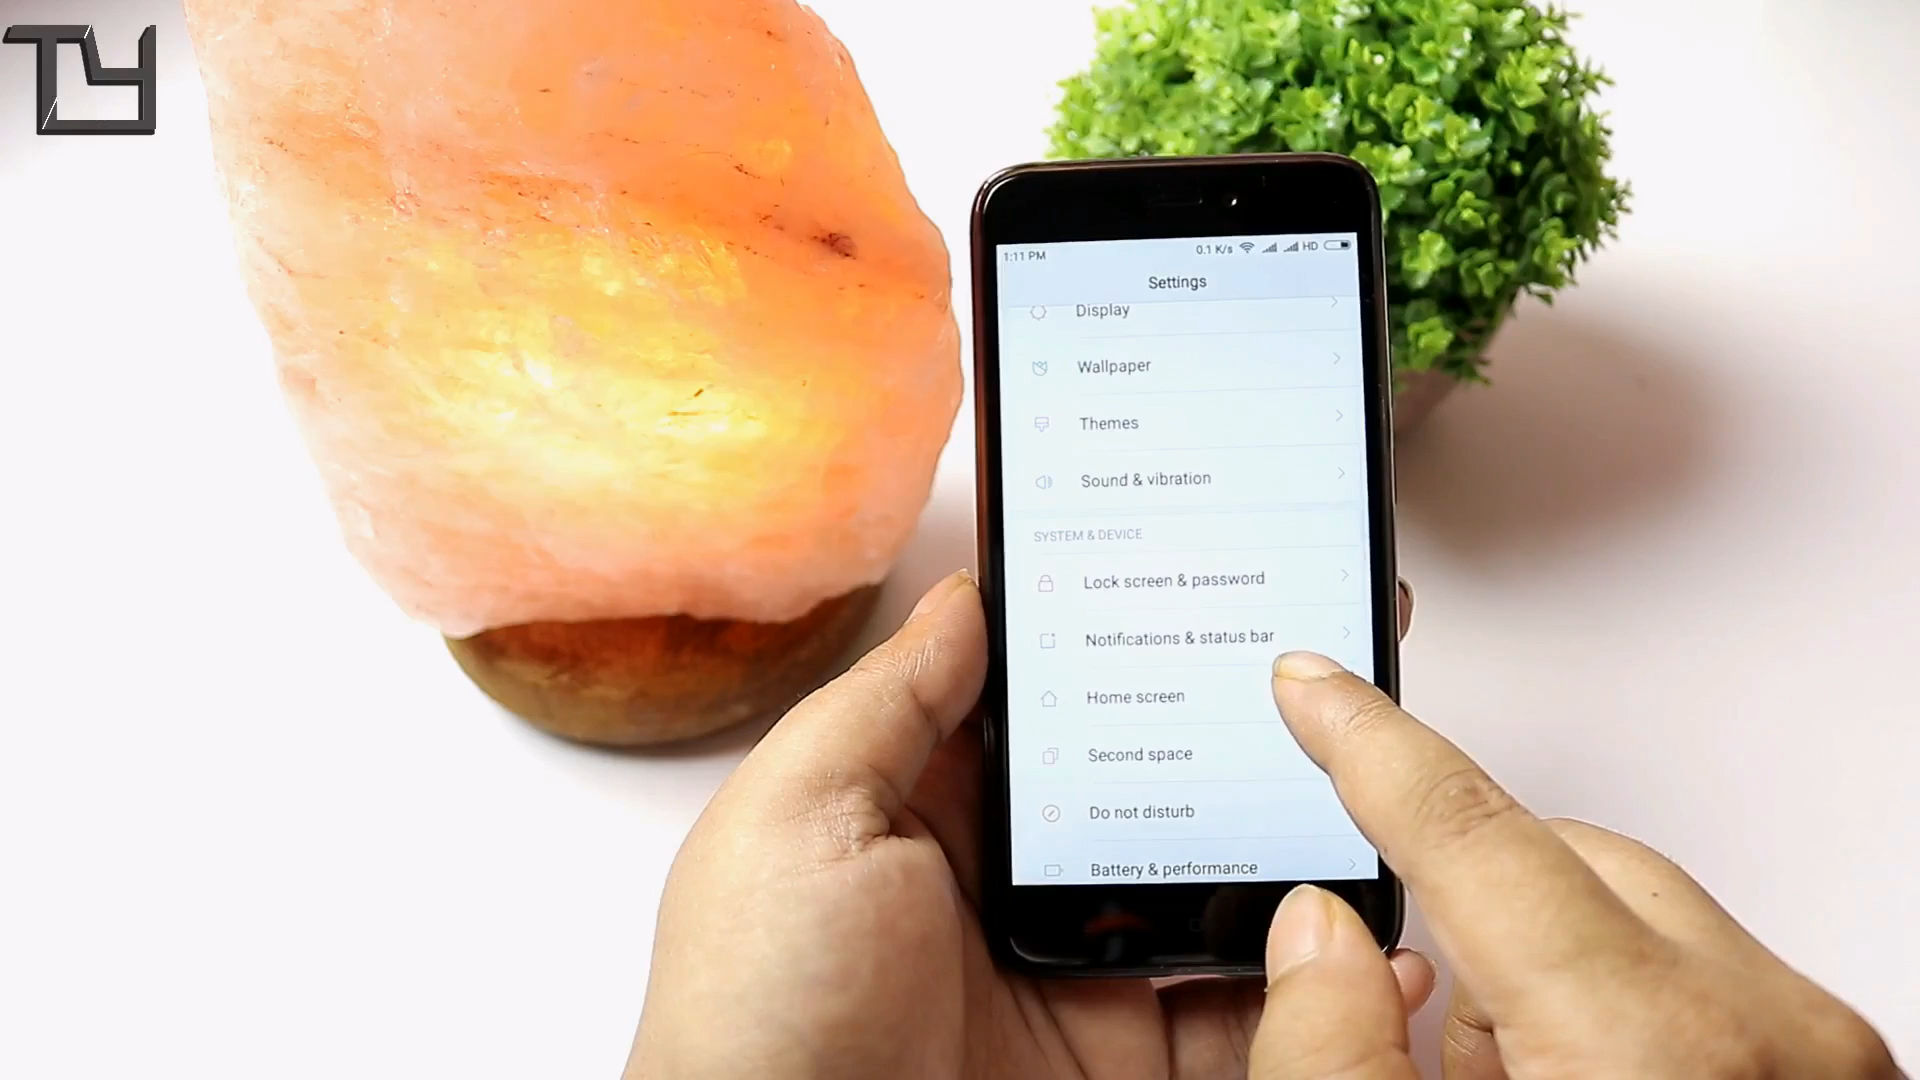 TY
1:11 PM 0.1 K/s HD
Settings
Display
Wallpaper
Themes
Sound & vibration
SYSTEM & DEVICE
Lock screen & password
Notifications & status bar
Home screen
Second space
Do not disturb
Battery & performance